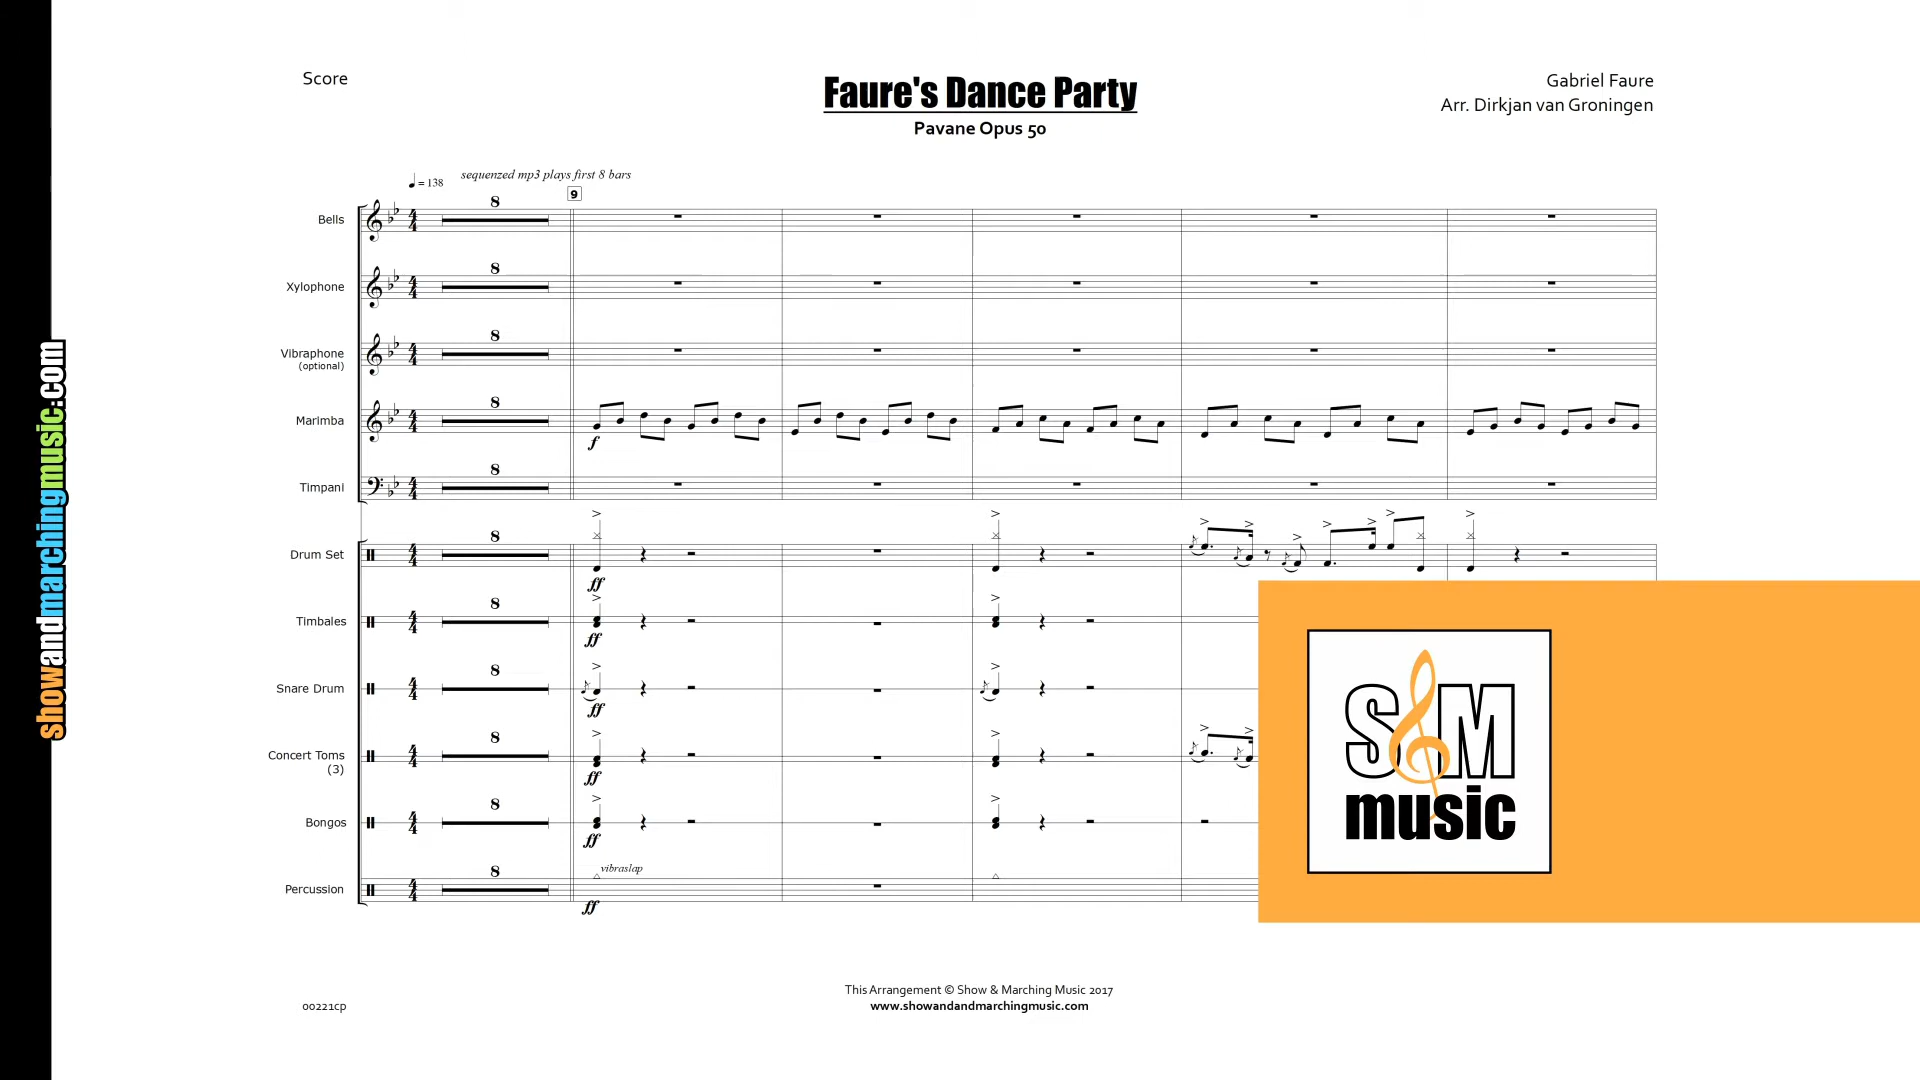 Score
Faure's Dance Party
Pavane Opus 50
Gabriel Faure
Arr. Dirkjan van Groningen
= 138
sequenzed mp3 plays first 8 bars
9
Bells
8
Xylophone
8
Vibraphone
(optional)
8
Marimba
8
f
Timpani
8
Drum Set
8
ff
Timbales
8
ff
Snare Drum
8
ff
Concert Toms
(3)
8
ff
Bongos
8
ff
Percussion
8
vibraslap
ff
showandmarchingmusic.com
S&M
music
This Arrangement © Show & Marching Music 2017
www.showandandmarchingmusic.com
00221cp